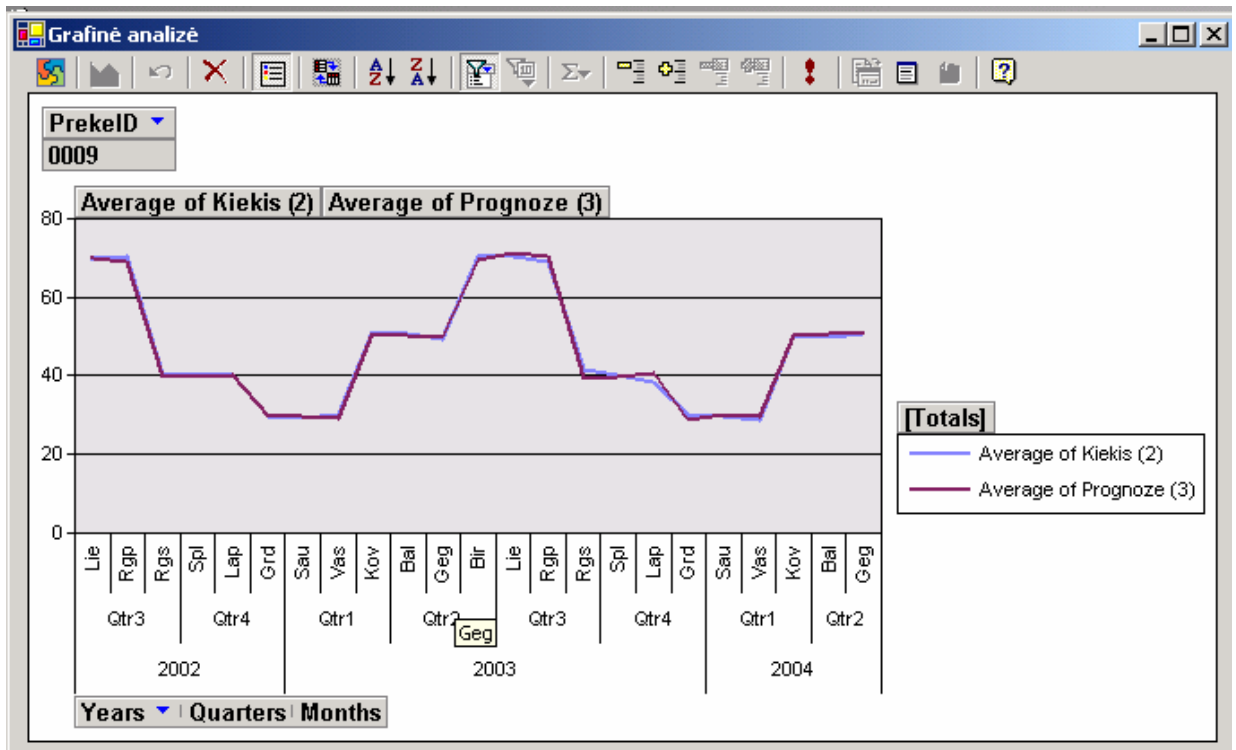 Grafinė analizė
PrekeID
0009
Average of Kiekis (2) Average of Prognoze (3)
80
60
40
20
0
[Totals]
Average of Kiekis (2)
Average of Prognoze (3)
Lie Rgp Rgs Spl Lap Grd Sau Vas Kov Bal Geg Bir Lie Rgp Rgs Spl Lap Grd Sau Vas Kov Bal Geg
Qtr3 Qtr4 Qtr1 Qtr2 Qtr3 Qtr4 Qtr1 Qtr2
Geg
2002 2003 2004
Years Quarters Months